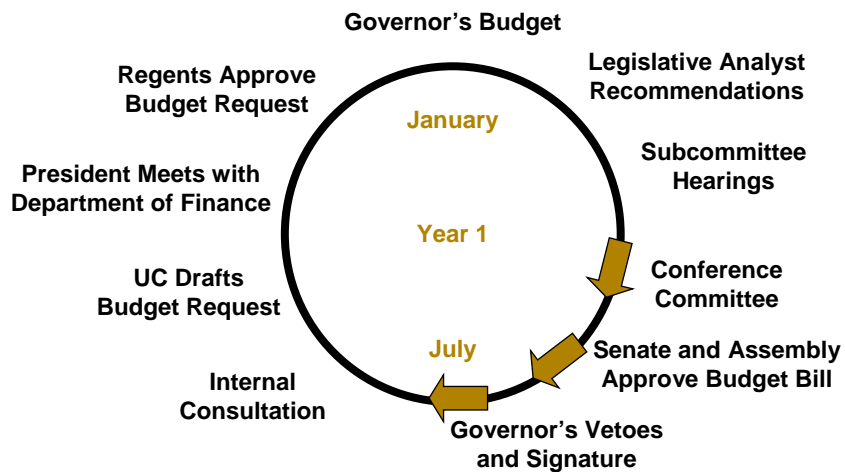 Governor’s Budget
Legislative Analyst
Recommendations
Regents Approve
Budget Request
January
Subcommittee
Hearings
President Meets with
Department of Finance
Year 1
Conference
Committee
UC Drafts
Budget Request
July
Senate and Assembly
Approve Budget Bill
Internal
Consultation
Governor’s Vetoes
and Signature